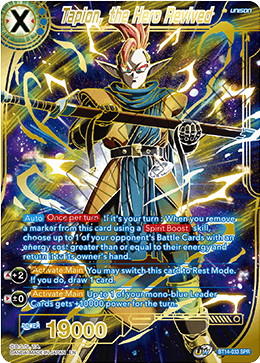 X
Tapion, the Hero Revived
UNISON
Auto Once per turn If it's your turn : When you remove
a marker from this card using a Spirit Boost skill,
choose up to 1 of your opponent's Battle Cards with an
energy cost greater than or equal to their energy and
return it to its owner's hand.
+2 Activate Main You may switch this card to Rest Mode.
If you do, draw 1 card.
±0 Activate Main Up to 1 of your mono-blue Leader
Cards gets +10000 power for the turn.
POWER 19000
BT14-033 SPR